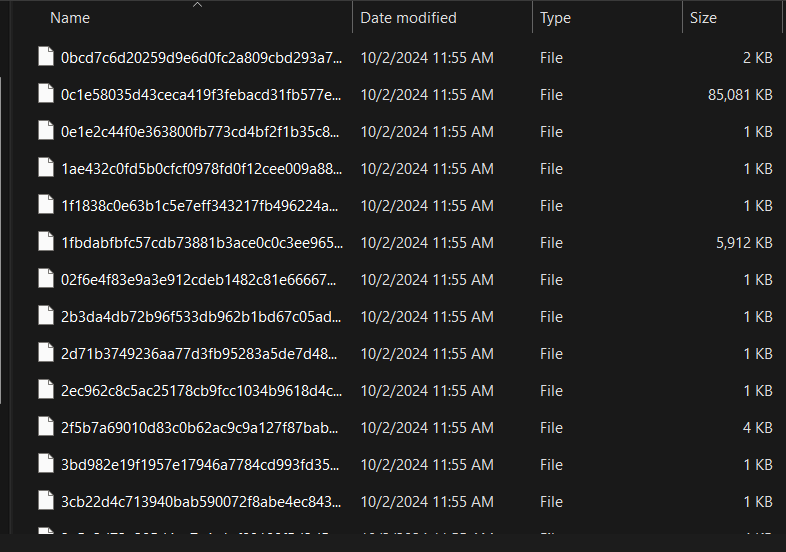 Name Date modified Type Size
0bcd7c6d20259d9e6d0fc2a809cbd293a7... 10/2/2024 11:55 AM File 2 KB
0c1e58035d43ceca419f3febacd31fb577e... 10/2/2024 11:55 AM File 85,081 KB
0e1e2c44f0e363800fb773cd4bf2f1b35c8... 10/2/2024 11:55 AM File 1 KB
1ae432c0fd5b0cfcf0978fd0f12cee009a88... 10/2/2024 11:55 AM File 1 KB
1f1838c0e63b1c5e7eff343217fb496224a... 10/2/2024 11:55 AM File 1 KB
1fbdabfbfc57cdb73881b3ace0c0c3ee965... 10/2/2024 11:55 AM File 5,912 KB
02f6e4f83e9a3e912cdeb1482c81e66667... 10/2/2024 11:55 AM File 1 KB
2b3da4db72b96f533db962b1bd67c05ad... 10/2/2024 11:55 AM File 1 KB
2d71b3749236aa77d3fb95283a5de7d48... 10/2/2024 11:55 AM File 1 KB
2ec962c8c5ac25178cb9fcc1034b9618d4c... 10/2/2024 11:55 AM File 1 KB
2f5b7a69010d83c0b62ac9c9a127f87bab... 10/2/2024 11:55 AM File 4 KB
3bd982e19f1957e17946a7784cd993fd35... 10/2/2024 11:55 AM File 1 KB
3cb22d4c713940bab590072f8abe4ec843... 10/2/2024 11:55 AM File 1 KB